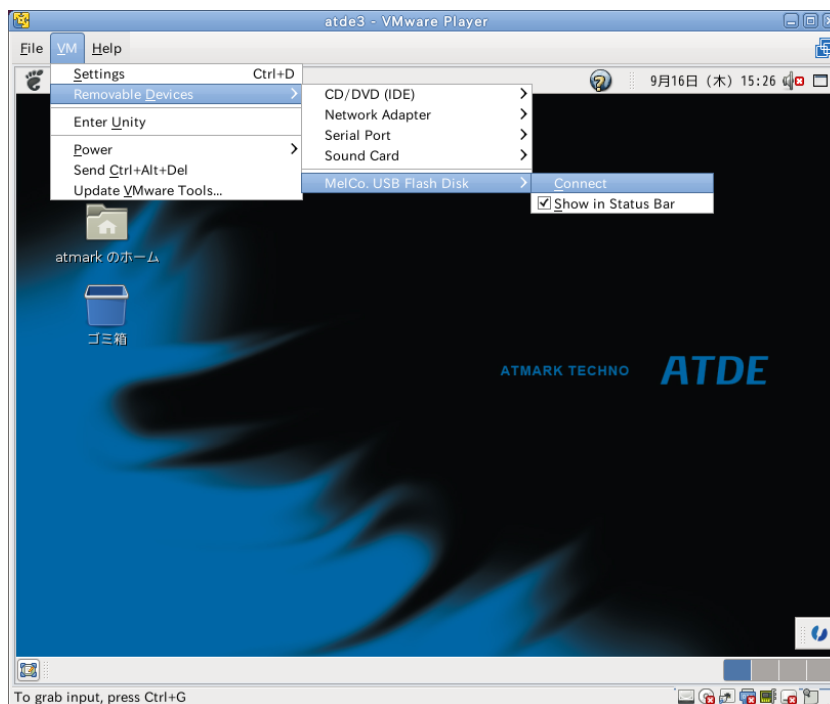 atde3 - VMware Player
File VM Help
9月16日 (木) 15:26
Settings Ctrl+D
Removable Devices
Enter Unity
Power
Send Ctrl+Alt+Del
Update VMware Tools...
CD/DVD (IDE)
Network Adapter
Serial Port
Sound Card
MelCo. USB Flash Disk
Connect
Show in Status Bar
atmark のホーム
ゴミ箱
ATMARK TECHNO ATDE
To grab input, press Ctrl+G